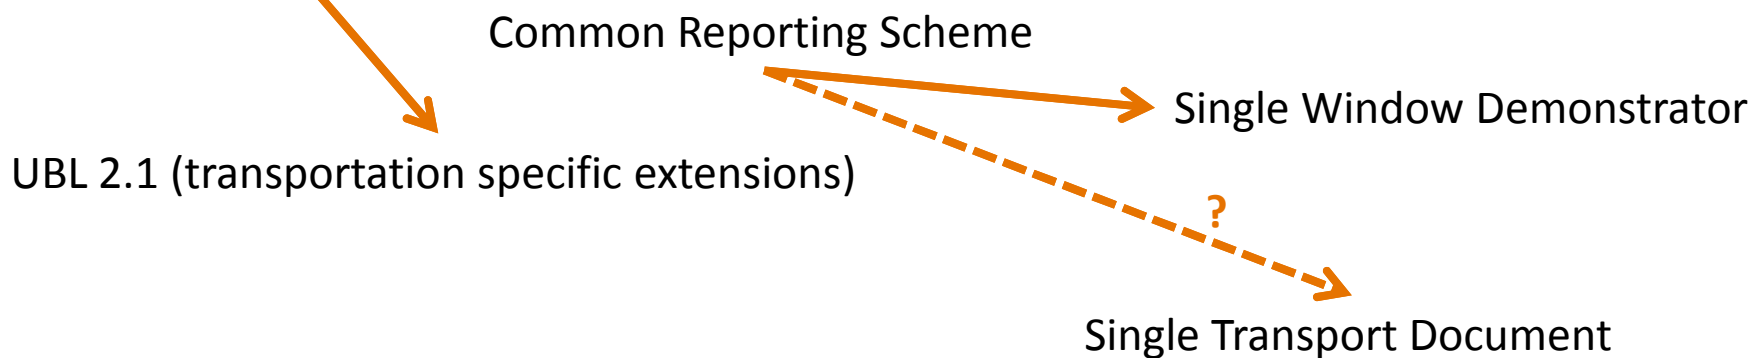 Common Reporting Scheme
Single Window Demonstrator
UBL 2.1 (transportation specific extensions)
?
Single Transport Document